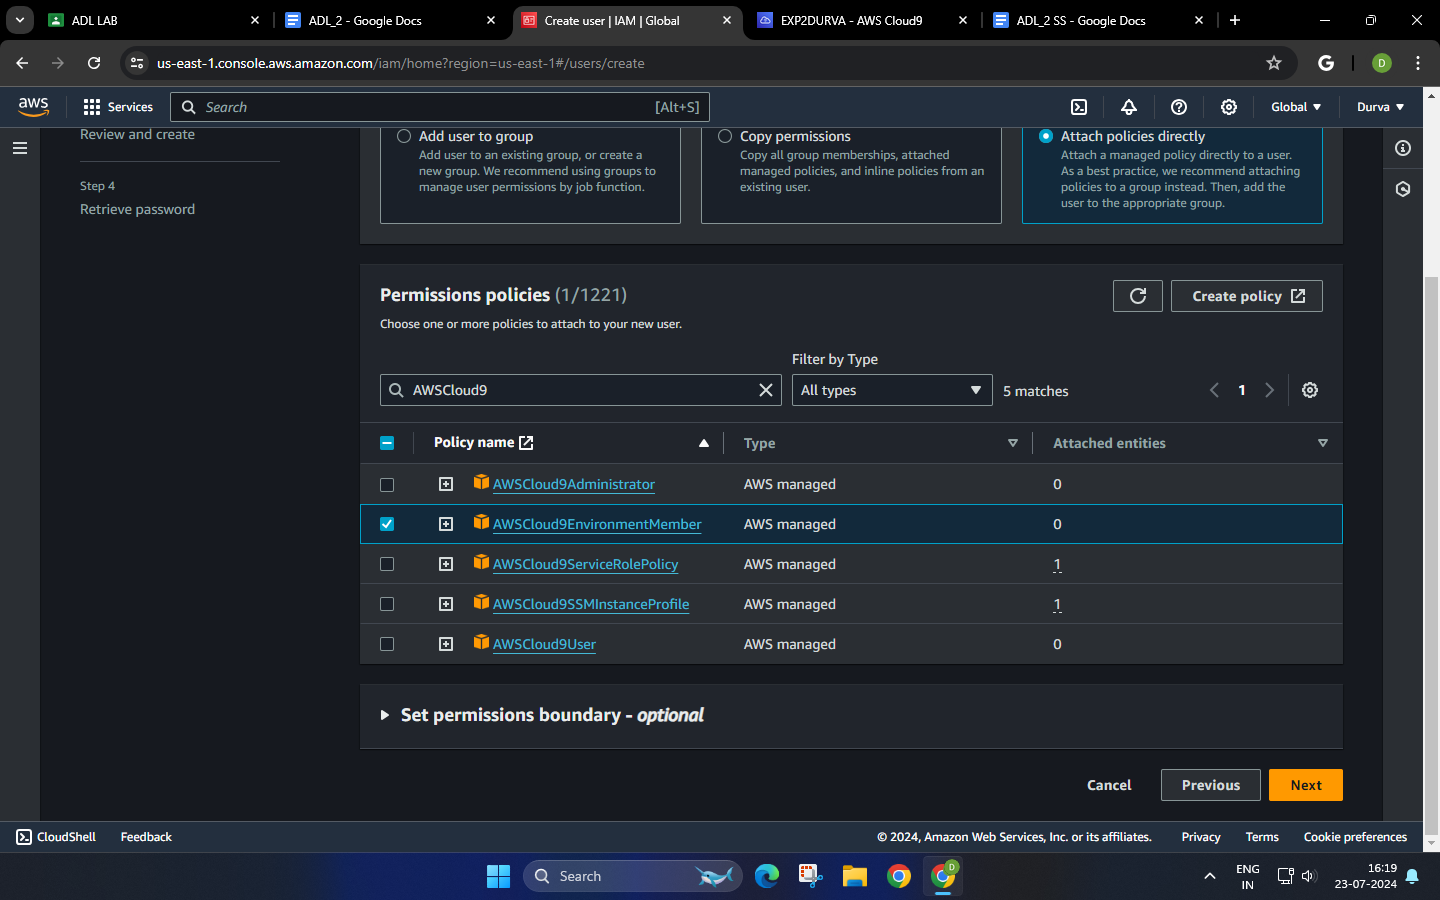 ADL LAB
ADL_2 - Google Docs
Create user | IAM | Global
EXP2DURVA - AWS Cloud9
ADL_2 SS - Google Docs
us-east-1.console.aws.amazon.com/iam/home?region=us-east-1#/users/create
G
D
aws
Services
Search
[Alt+S]
Global
Durva
Review and create
Step 4
Retrieve password
Add user to group
Add user to an existing group, or create a
new group. We recommend using groups to
manage user permissions by job function.
Copy permissions
Copy all group memberships, attached
managed policies, and inline policies from an
existing user.
Attach policies directly
Attach a managed policy directly to a user.
As a best practice, we recommend attaching
policies to a group instead. Then, add the
user to the appropriate group.
Permissions policies (1/1221)
Choose one or more policies to attach to your new user.
Create policy
Filter by Type
AWSCloud9
All types
5 matches
1
Policy name
Type
Attached entities
AWSCloud9Administrator AWS managed 0
AWSCloud9EnvironmentMember AWS managed 0
AWSCloud9ServiceRolePolicy AWS managed 1
AWSCloud9SSMInstanceProfile AWS managed 1
AWSCloud9User AWS managed 0
Set permissions boundary - optional
Cancel
Previous
Next
CloudShell
Feedback
© 2024, Amazon Web Services, Inc. or its affiliates.
Privacy
Terms
Cookie preferences
Search
D
ENG
IN
16:19
23-07-2024